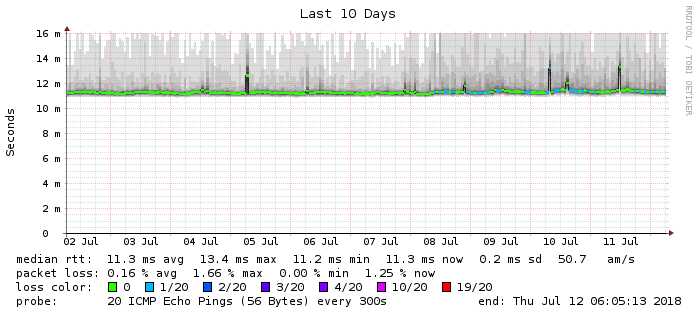 Last 10 Days
RRDTOOL / TOBI OETIKER
Seconds
16 m
14 m
12 m
10 m
8 m
6 m
4 m
2 m
0
02 Jul 03 Jul 04 Jul 05 Jul 06 Jul 07 Jul 08 Jul 09 Jul 10 Jul 11 Jul
median rtt: 11.3 ms avg 13.4 ms max 11.2 ms min 11.3 ms now 0.2 ms sd 50.7 am/s
packet loss: 0.16 % avg 1.66 % max 0.00 % min 1.25 % now
loss color: 0 1/20 2/20 3/20 4/20 10/20 19/20
probe: 20 ICMP Echo Pings (56 Bytes) every 300s end: Thu Jul 12 06:05:13 2018